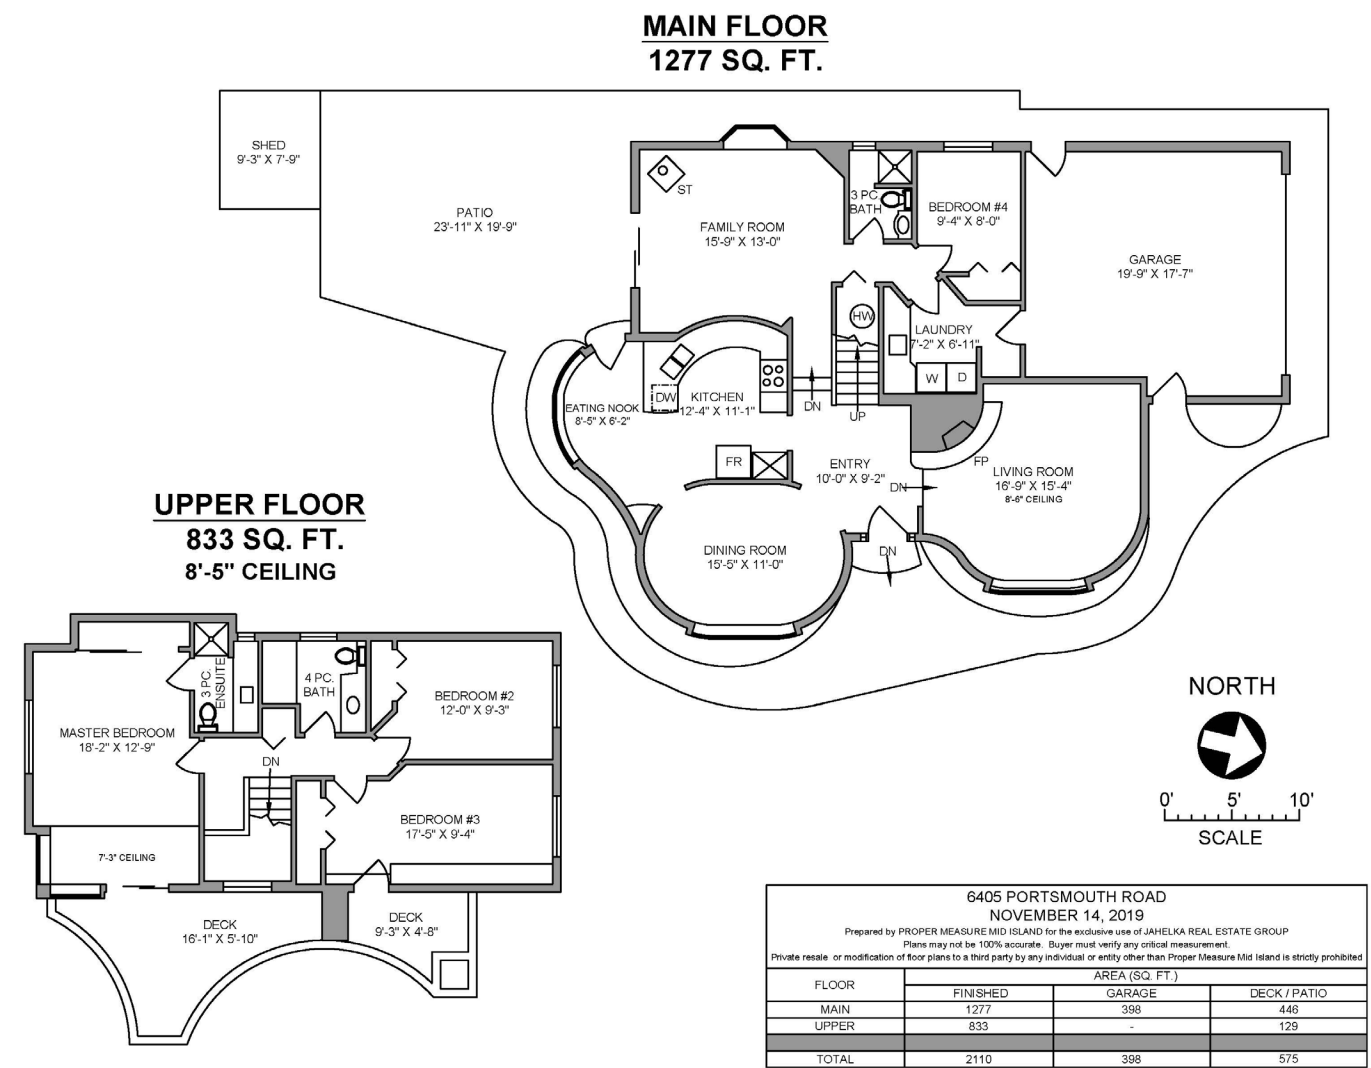 MAIN FLOOR
1277 SQ. FT.
SHED
9'-3" X 7'-9"
PATIO
23'-11" X 19'-9"
ST
FAMILY ROOM
15'-9" X 13'-0"
3 PC.
BATH
BEDROOM #4
9'-4" X 8'-0"
GARAGE
19'-9" X 17'-7"
HW
LAUNDRY
7'-2" X 6'-11"
W
D
EATING NOOK
8'-5" X 6'-2"
DW
KITCHEN
12'-4" X 11'-1"
DN
UP
FR
ENTRY
10'-0" X 9'-2"
DN
FP
LIVING ROOM
16'-9" X 15'-4"
8'-6" CEILING
DINING ROOM
15'-5" X 11'-0"
DN
UPPER FLOOR
833 SQ. FT.
8'-5" CEILING
3 PC.
ENSUITE
4 PC.
BATH
BEDROOM #2
12'-0" X 9'-3"
MASTER BEDROOM
18'-2" X 12'-9"
DN
BEDROOM #3
17'-5" X 9'-4"
7'-3" CEILING
DECK
16'-1" X 5'-10"
DECK
9'-3" X 4'-8"
NORTH
0' 5' 10'
SCALE
6405 PORTSMOUTH ROAD
NOVEMBER 14, 2019
Prepared by PROPER MEASURE MID ISLAND for the exclusive use of JAHELKA REAL ESTATE GROUP
Plans may not be 100% accurate. Buyer must verify any critical measurement.
Private resale or modification of floor plans to a third party by any individual or entity other than Proper Measure Mid Island is strictly prohibited
FLOOR AREA (SQ. FT.)
FINISHED GARAGE DECK / PATIO
MAIN 1277 398 446
UPPER 833 - 129
TOTAL 2110 398 575